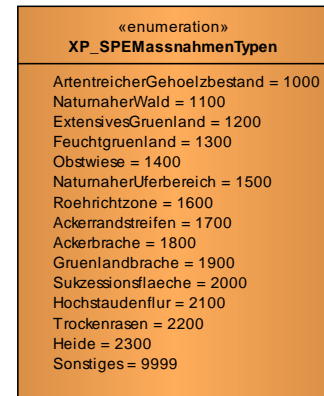 «enumeration»
XP_SPEMassnahmenTypen
ArtentreicherGehoelzbestand = 1000
NaturnaherWald = 1100
ExtensivesGruenland = 1200
Feuchtgruenland = 1300
Obstwiese = 1400
NaturnaherUferbereich = 1500
Roehrichtzone = 1600
Ackerrandstreifen = 1700
Ackerbrache = 1800
Gruenlandbrache = 1900
Sukzessionsflaeche = 2000
Hochstaudenflur = 2100
Trockenrasen = 2200
Heide = 2300
Sonstiges = 9999